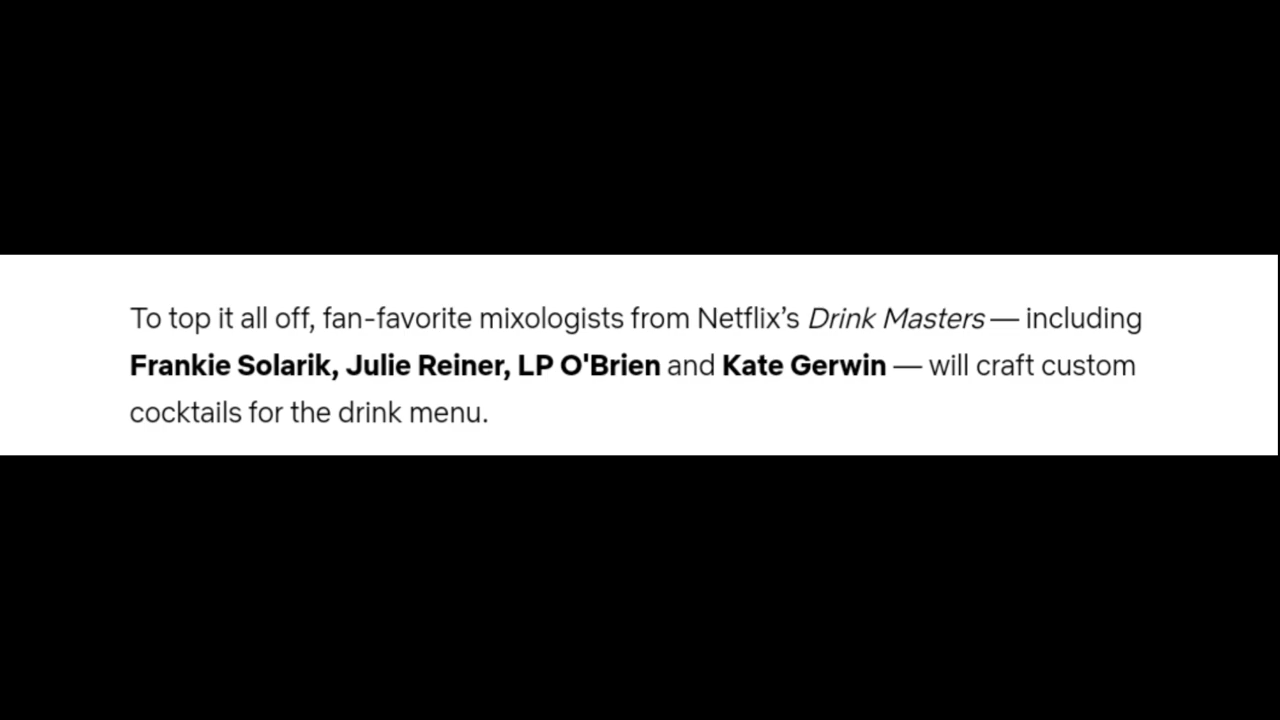 To top it all off, fan-favorite mixologists from Netflix’s Drink Masters — including
Frankie Solarik, Julie Reiner, LP O'Brien and Kate Gerwin — will craft custom
cocktails for the drink menu.